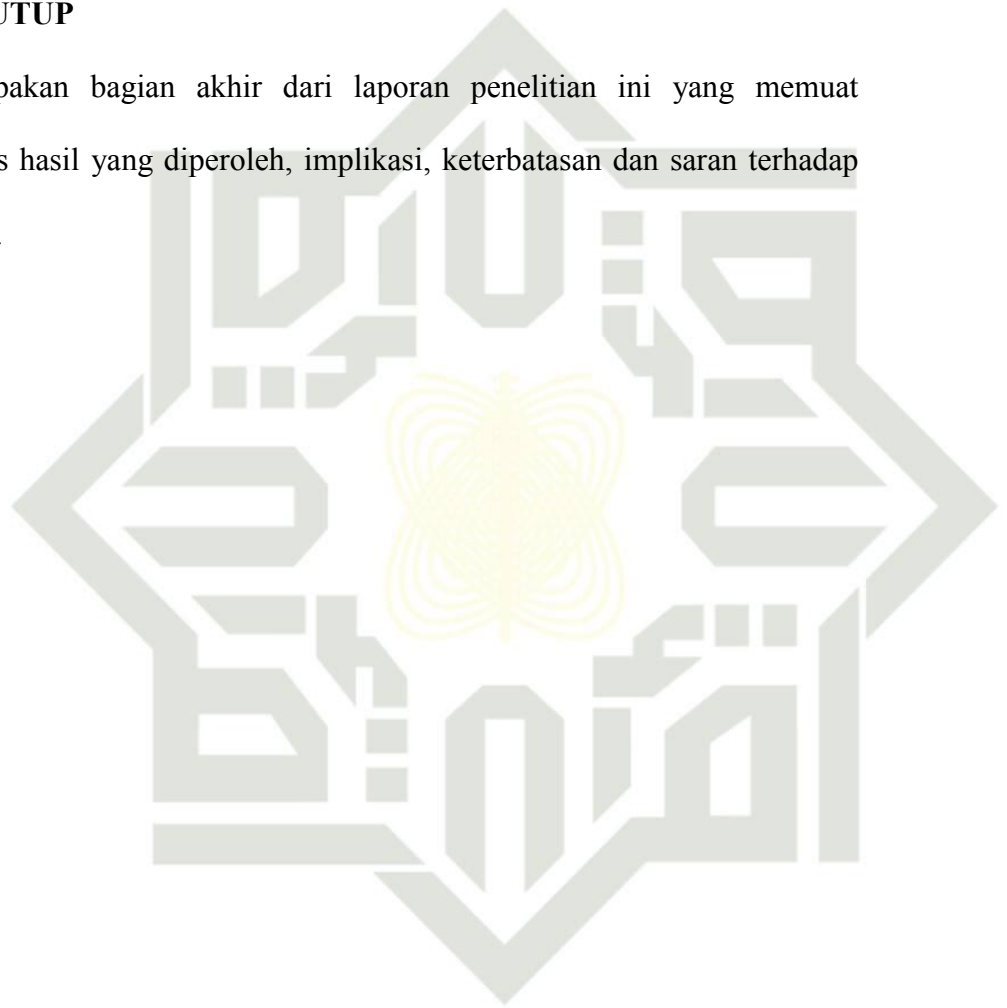 UTUP
pakan bagian akhir dari laporan penelitian ini yang memuat
s hasil yang diperoleh, implikasi, keterbatasan dan saran terhadap
.